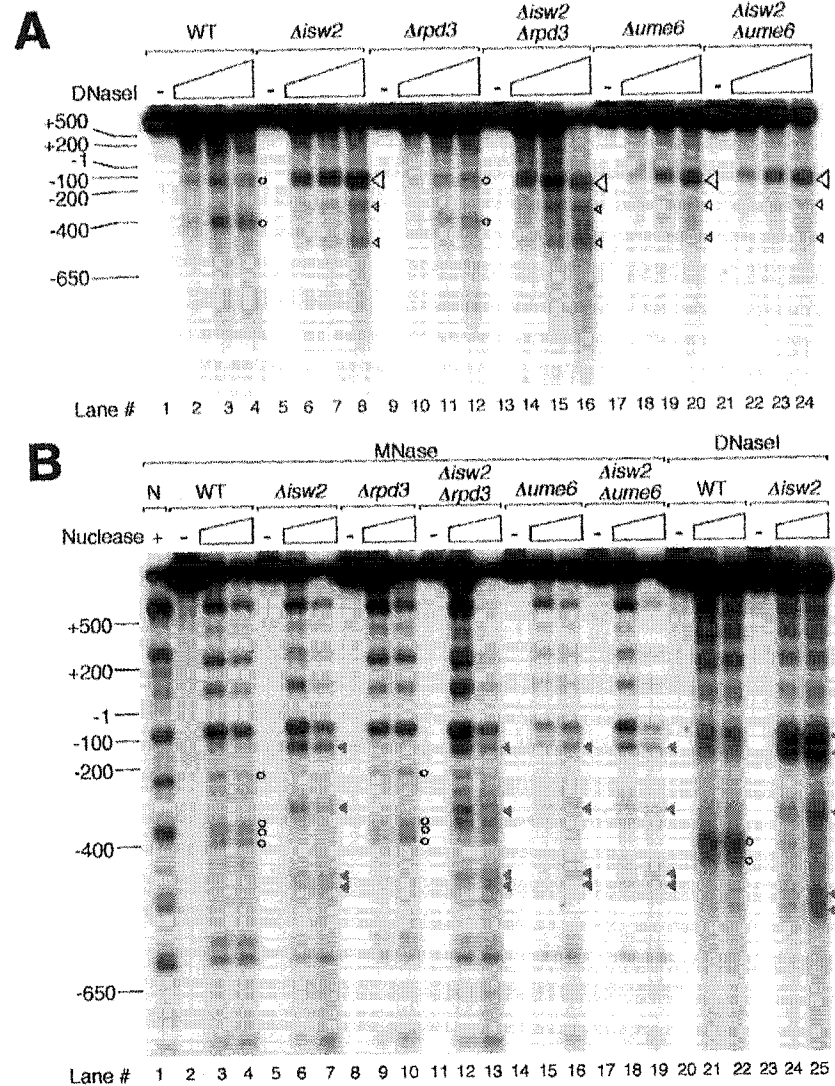 A
WT Δisw2 Δrpd3 Δisw2 Δrpd3 Δume6 Δisw2 Δume6
DNaseI - - - - - -
+500
+200
-1
-100
-200
-400
-650
Lane # 1 2 3 4 5 6 7 8 9 10 11 12 13 14 15 16 17 18 19 20 21 22 23 24
B
MNase DNaseI
N WT Δisw2 Δrpd3 Δisw2 Δrpd3 Δume6 Δisw2 Δume6 WT Δisw2
Nuclease + - - - - - - - -
+500
+200
-1
-100
-200
-400
-650
Lane # 1 2 3 4 5 6 7 8 9 10 11 12 13 14 15 16 17 18 19 20 21 22 23 24 25